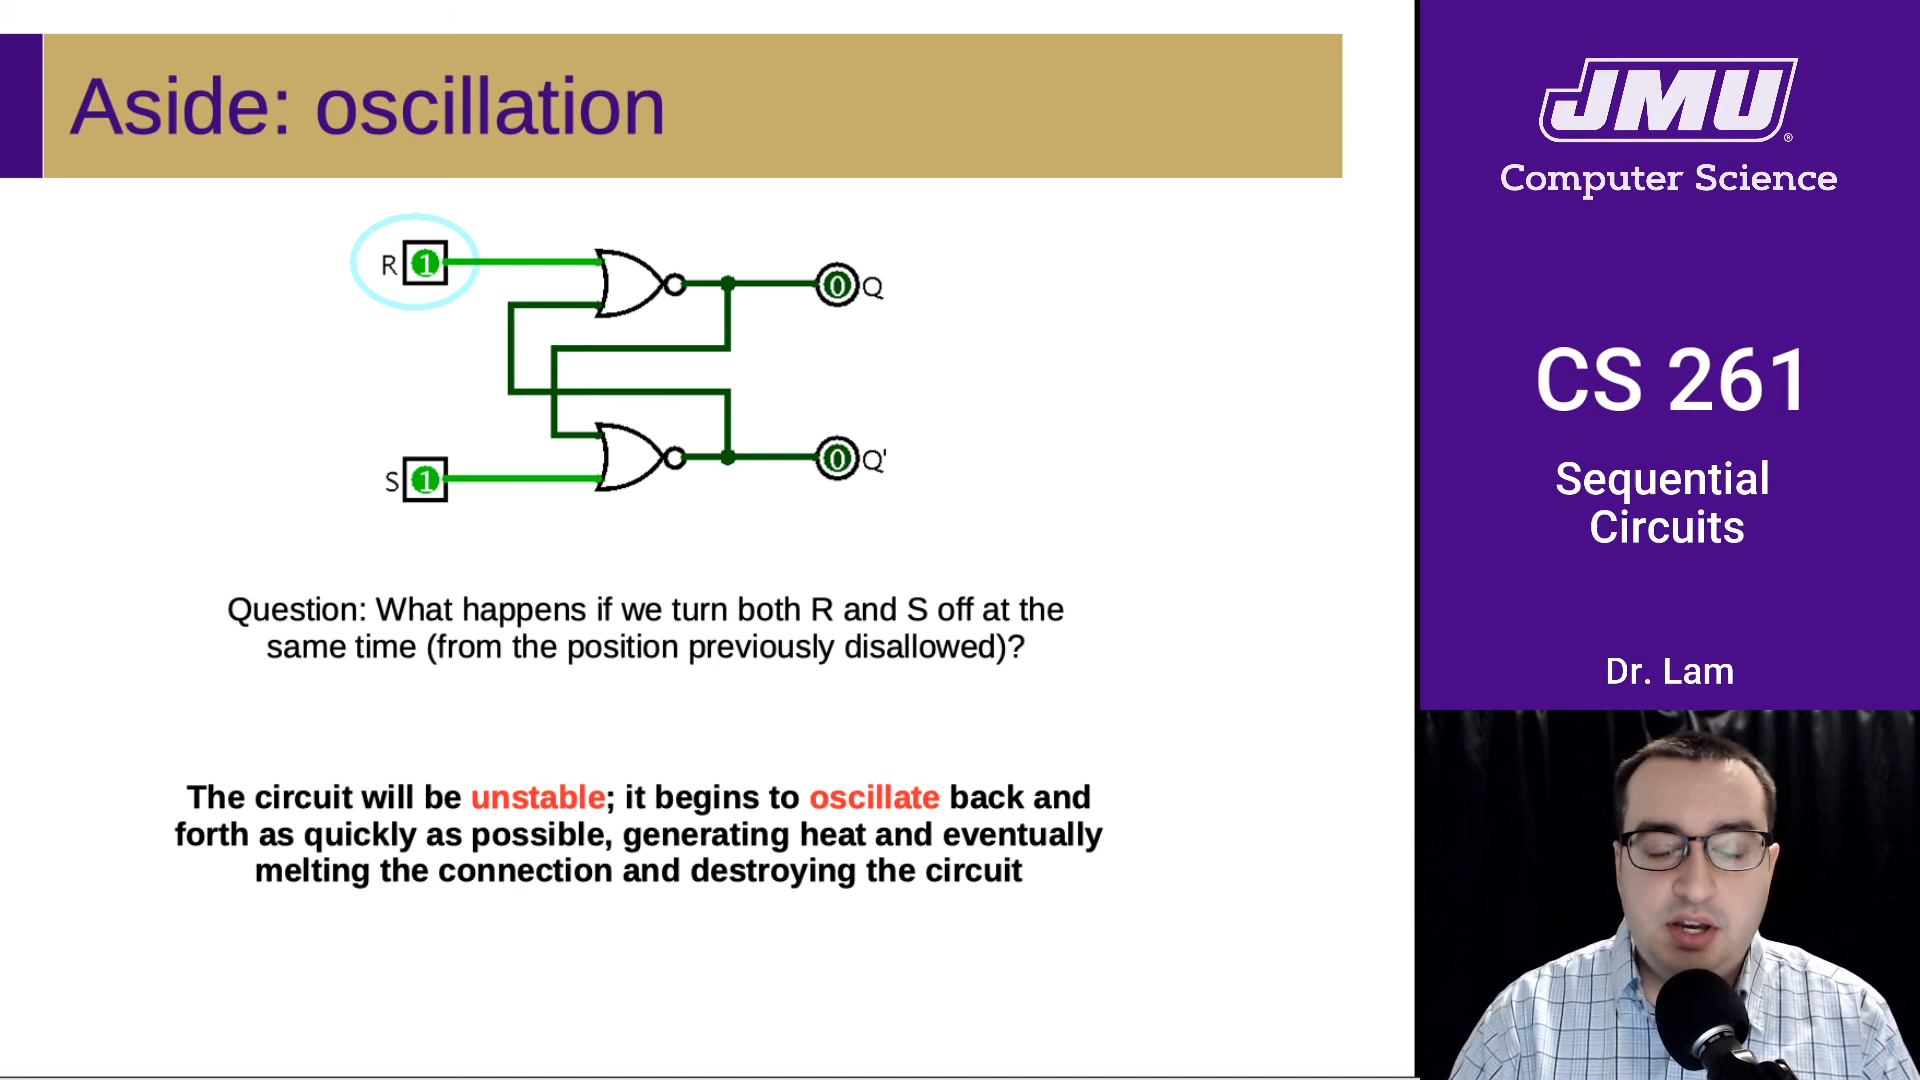 Aside: oscillation
R 1
0 Q
S 1
0 Q'
Question: What happens if we turn both R and S off at the
same time (from the position previously disallowed)?
The circuit will be unstable; it begins to oscillate back and
forth as quickly as possible, generating heat and eventually
melting the connection and destroying the circuit
JMU®
Computer Science
CS 261
Sequential
Circuits
Dr. Lam